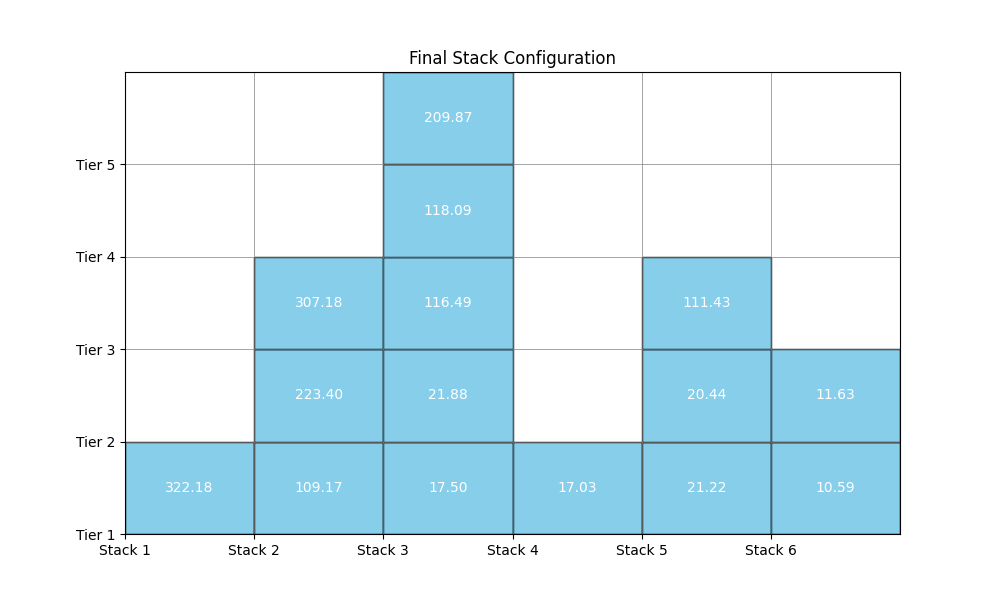 Final Stack Configuration
209.87
Tier 5
118.09
Tier 4
307.18 116.49 111.43
Tier 3
223.40 21.88 20.44 11.63
Tier 2
322.18 109.17 17.50 17.03 21.22 10.59
Tier 1
Stack 1 Stack 2 Stack 3 Stack 4 Stack 5 Stack 6